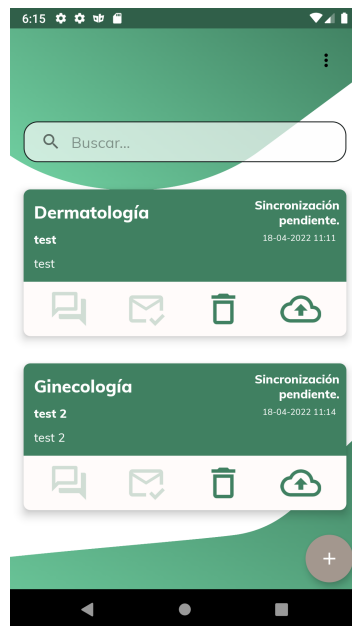 6:15
Buscar...
Dermatología
Sincronización
pendiente.
test
18-04-2022 11:11
test
Ginecología
Sincronización
pendiente.
test 2
18-04-2022 11:14
test 2
+